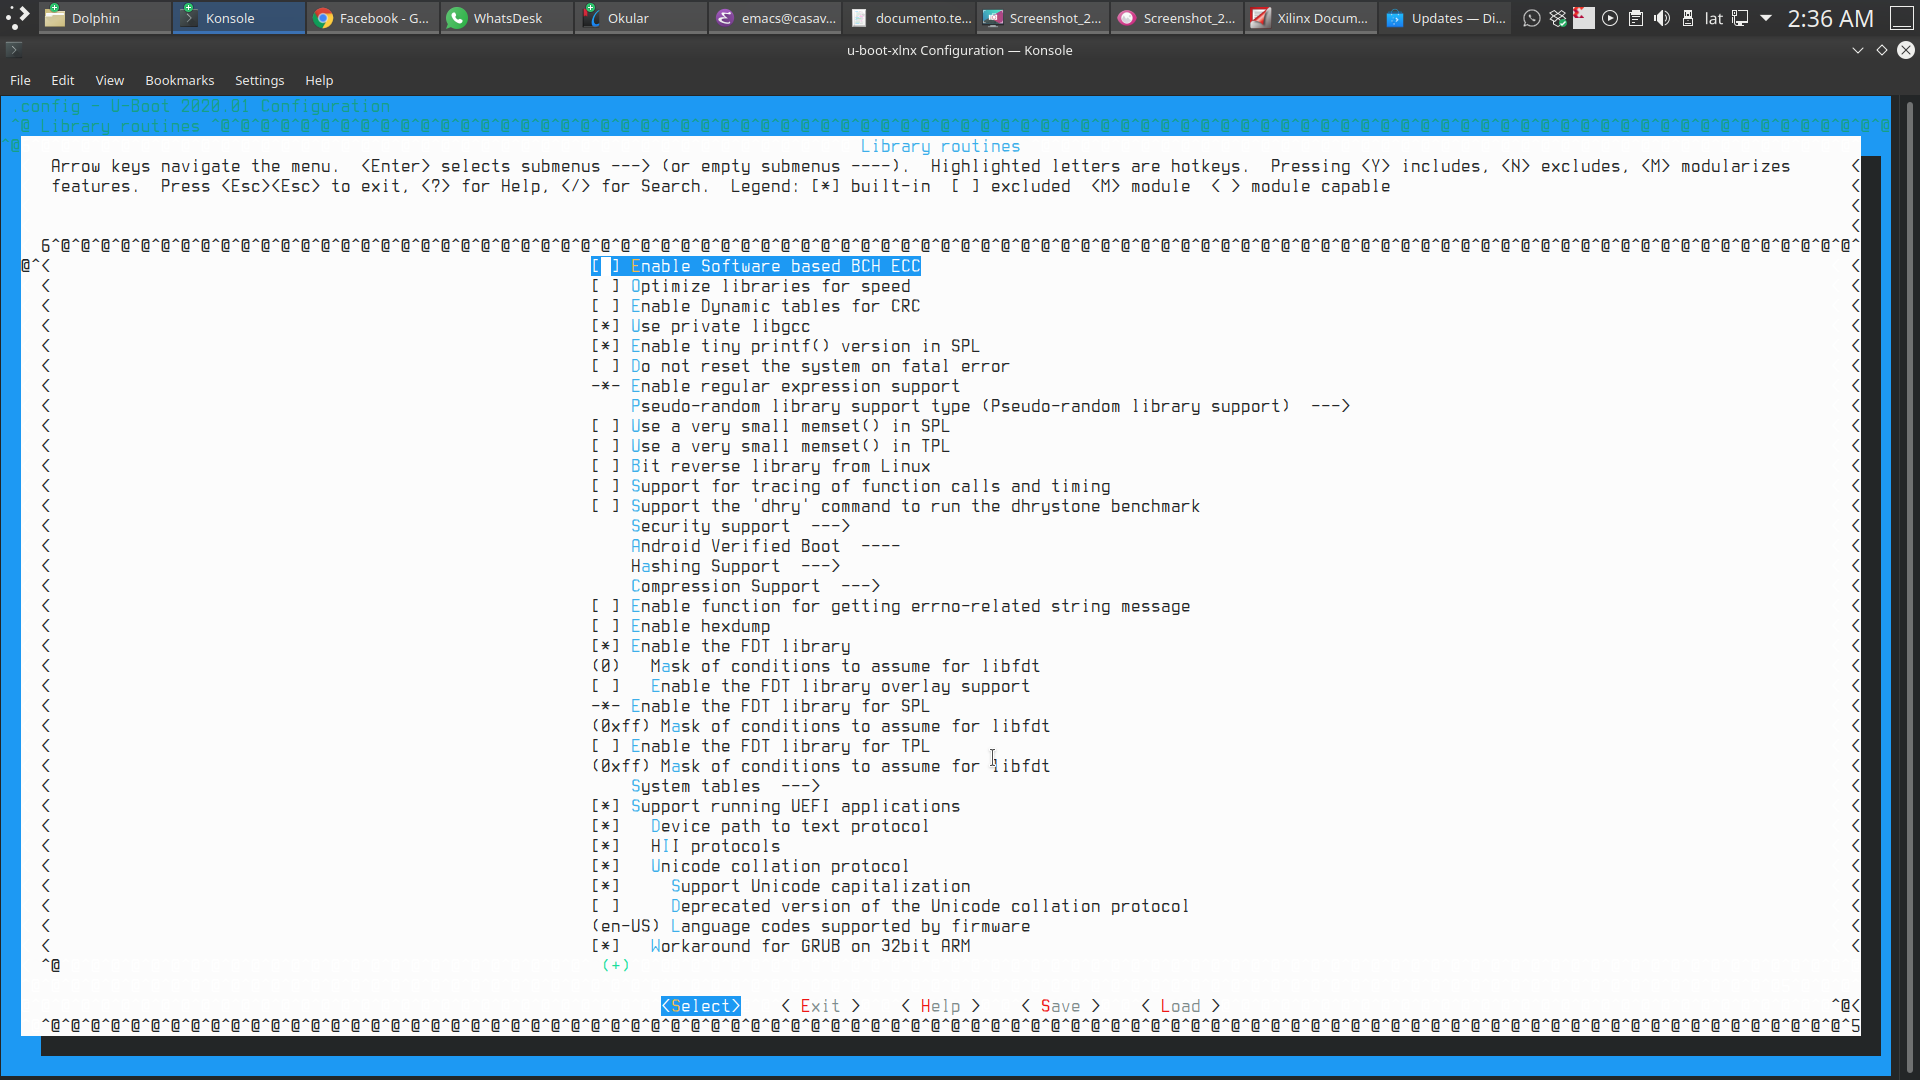 Dolphin
Konsole
Facebook - G...
WhatsDesk
Okular
emacs@casav...
documento.te...
Screenshot_2...
Screenshot_2...
Xilinx Docum...
Updates — Di...
lat
2:36 AM
u-boot-xlnx Configuration — Konsole
File Edit View Bookmarks Settings Help
.config - U-Boot 2020.01 Configuration
Library routines
Library routines
Arrow keys navigate the menu.  <Enter> selects submenus ---> (or empty submenus ----).  Highlighted letters are hotkeys.  Pressing <Y> includes, <N> excludes, <M> modularizes
features.  Press <Esc><Esc> to exit, <?> for Help, </> for Search.  Legend: [*] built-in  [ ] excluded  <M> module  < > module capable
[ ] Enable Software based BCH ECC
[ ] Optimize libraries for speed
[ ] Enable Dynamic tables for CRC
[*] Use private libgcc
[*] Enable tiny printf() version in SPL
[ ] Do not reset the system on fatal error
-*- Enable regular expression support
Pseudo-random library support type (Pseudo-random library support)  --->
[ ] Use a very small memset() in SPL
[ ] Use a very small memset() in TPL
[ ] Bit reverse library from Linux
[ ] Support for tracing of function calls and timing
[ ] Support the 'dhry' command to run the dhrystone benchmark
Security support  --->
Android Verified Boot  ----
Hashing Support  --->
Compression Support  --->
[ ] Enable function for getting errno-related string message
[ ] Enable hexdump
[*] Enable the FDT library
(0)   Mask of conditions to assume for libfdt
[ ]   Enable the FDT library overlay support
-*- Enable the FDT library for SPL
(0xff) Mask of conditions to assume for libfdt
[ ] Enable the FDT library for TPL
(0xff) Mask of conditions to assume for libfdt
System tables  --->
[*] Support running UEFI applications
[*]   Device path to text protocol
[*]   HII protocols
[*]   Unicode collation protocol
[*]     Support Unicode capitalization
[ ]     Deprecated version of the Unicode collation protocol
(en-US) Language codes supported by firmware
[*]   Workaround for GRUB on 32bit ARM
(+)
<Select>    < Exit >    < Help >    < Save >    < Load >